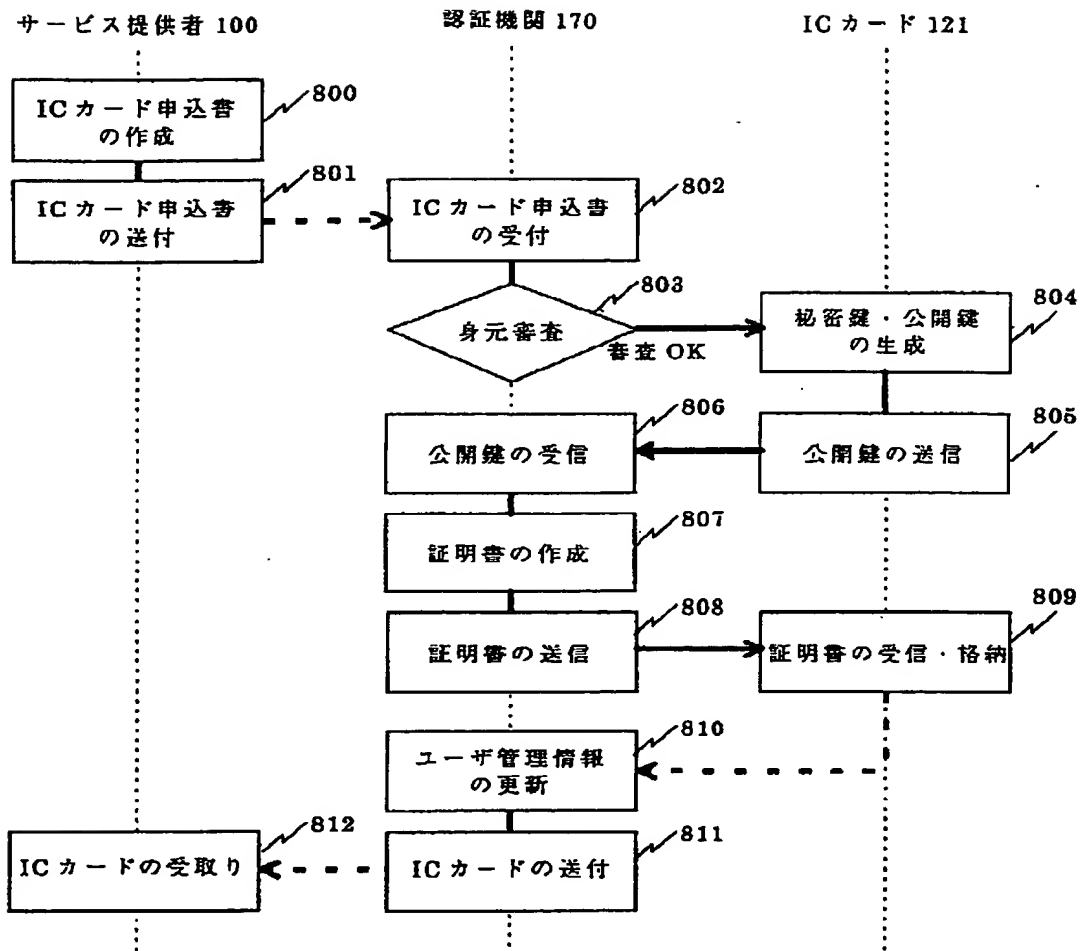 サービス提供者 100
認証機関 170
ICカード 121
ICカード申込書
の作成
800
ICカード申込書
の送付
801
ICカード申込書
の受付
802
身元審査
803
審査 OK
秘密鍵・公開鍵
の生成
804
公開鍵の送信
805
公開鍵の受信
806
証明書の作成
807
証明書の送信
808
証明書の受信・格納
809
ユーザ管理情報
の更新
810
ICカードの送付
811
ICカードの受取り
812